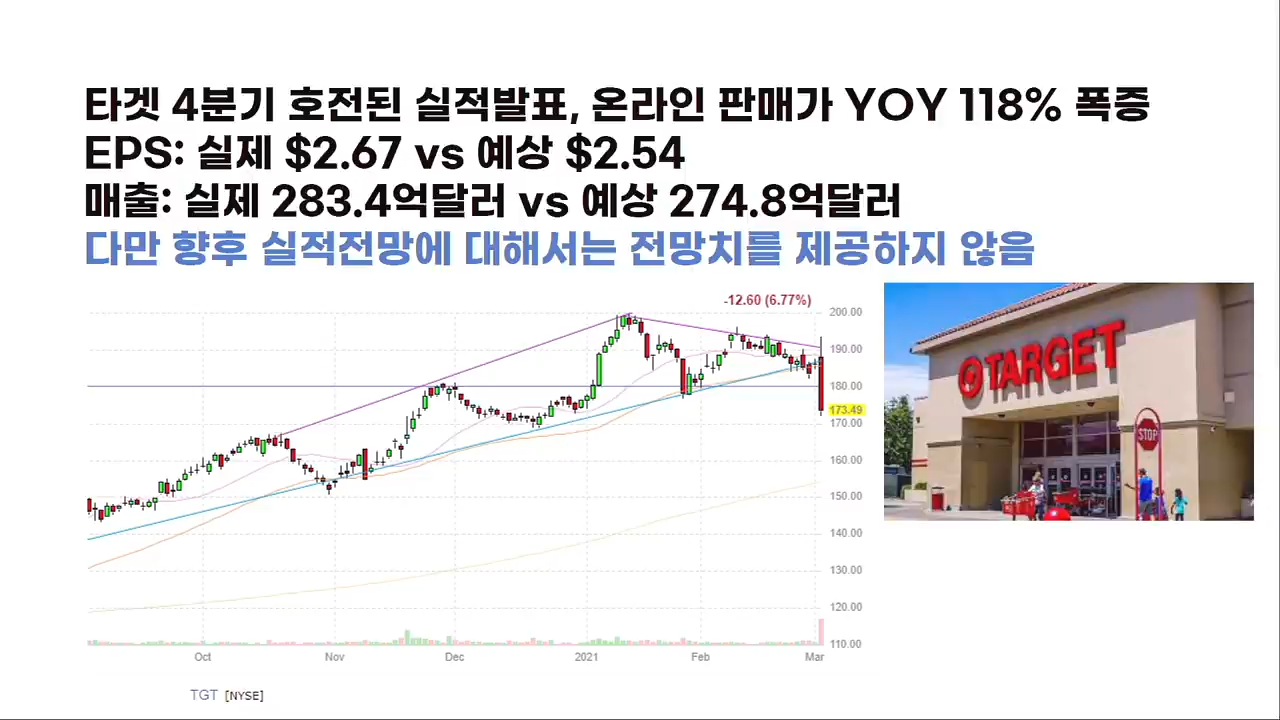 타겟 4분기 호전된 실적발표, 온라인 판매가 YOY 118% 폭증
EPS: 실제 $2.67 vs 예상 $2.54
매출: 실제 283.4억달러 vs 예상 274.8억달러
다만 향후 실적전망에 대해서는 전망치를 제공하지 않음
-12.60 (6.77%)
200.00
190.00
180.00
173.49
170.00
160.00
150.00
140.00
130.00
120.00
110.00
Oct Nov Dec 2021 Feb Mar
TGT [NYSE]
TARGET
STOP